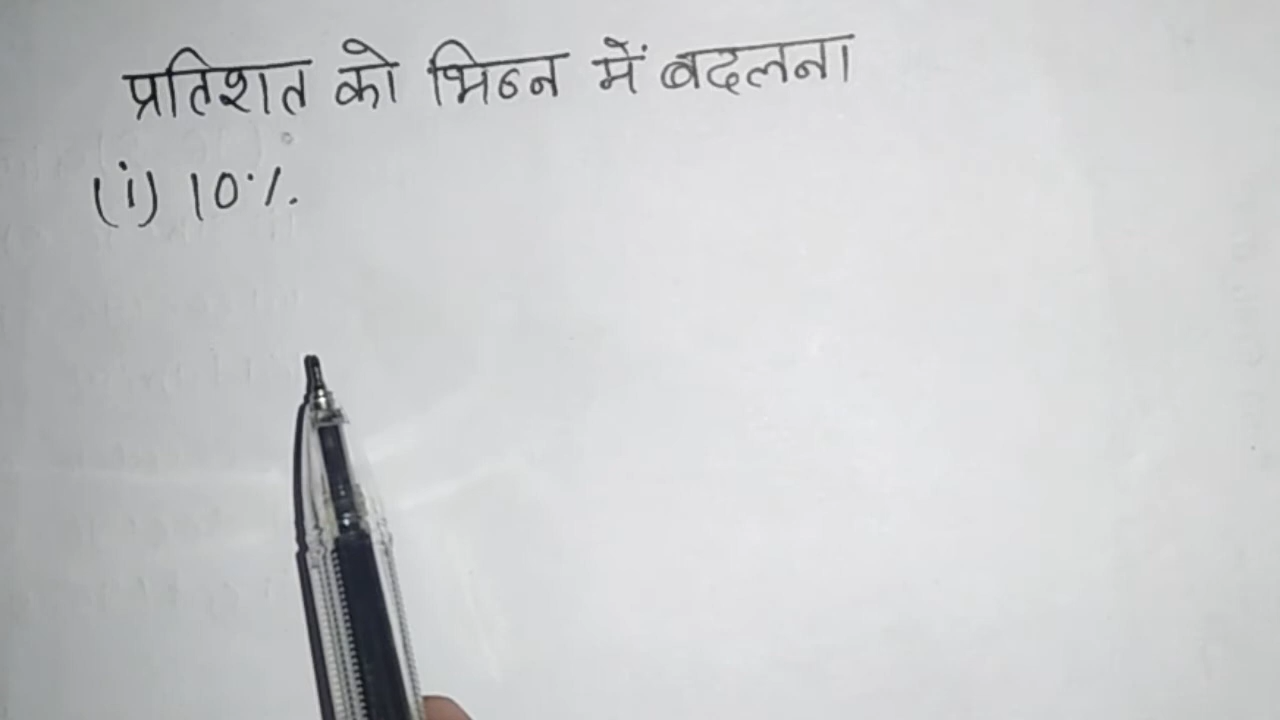 प्रतिशत को भिन्न में बदलना
(i) 10%